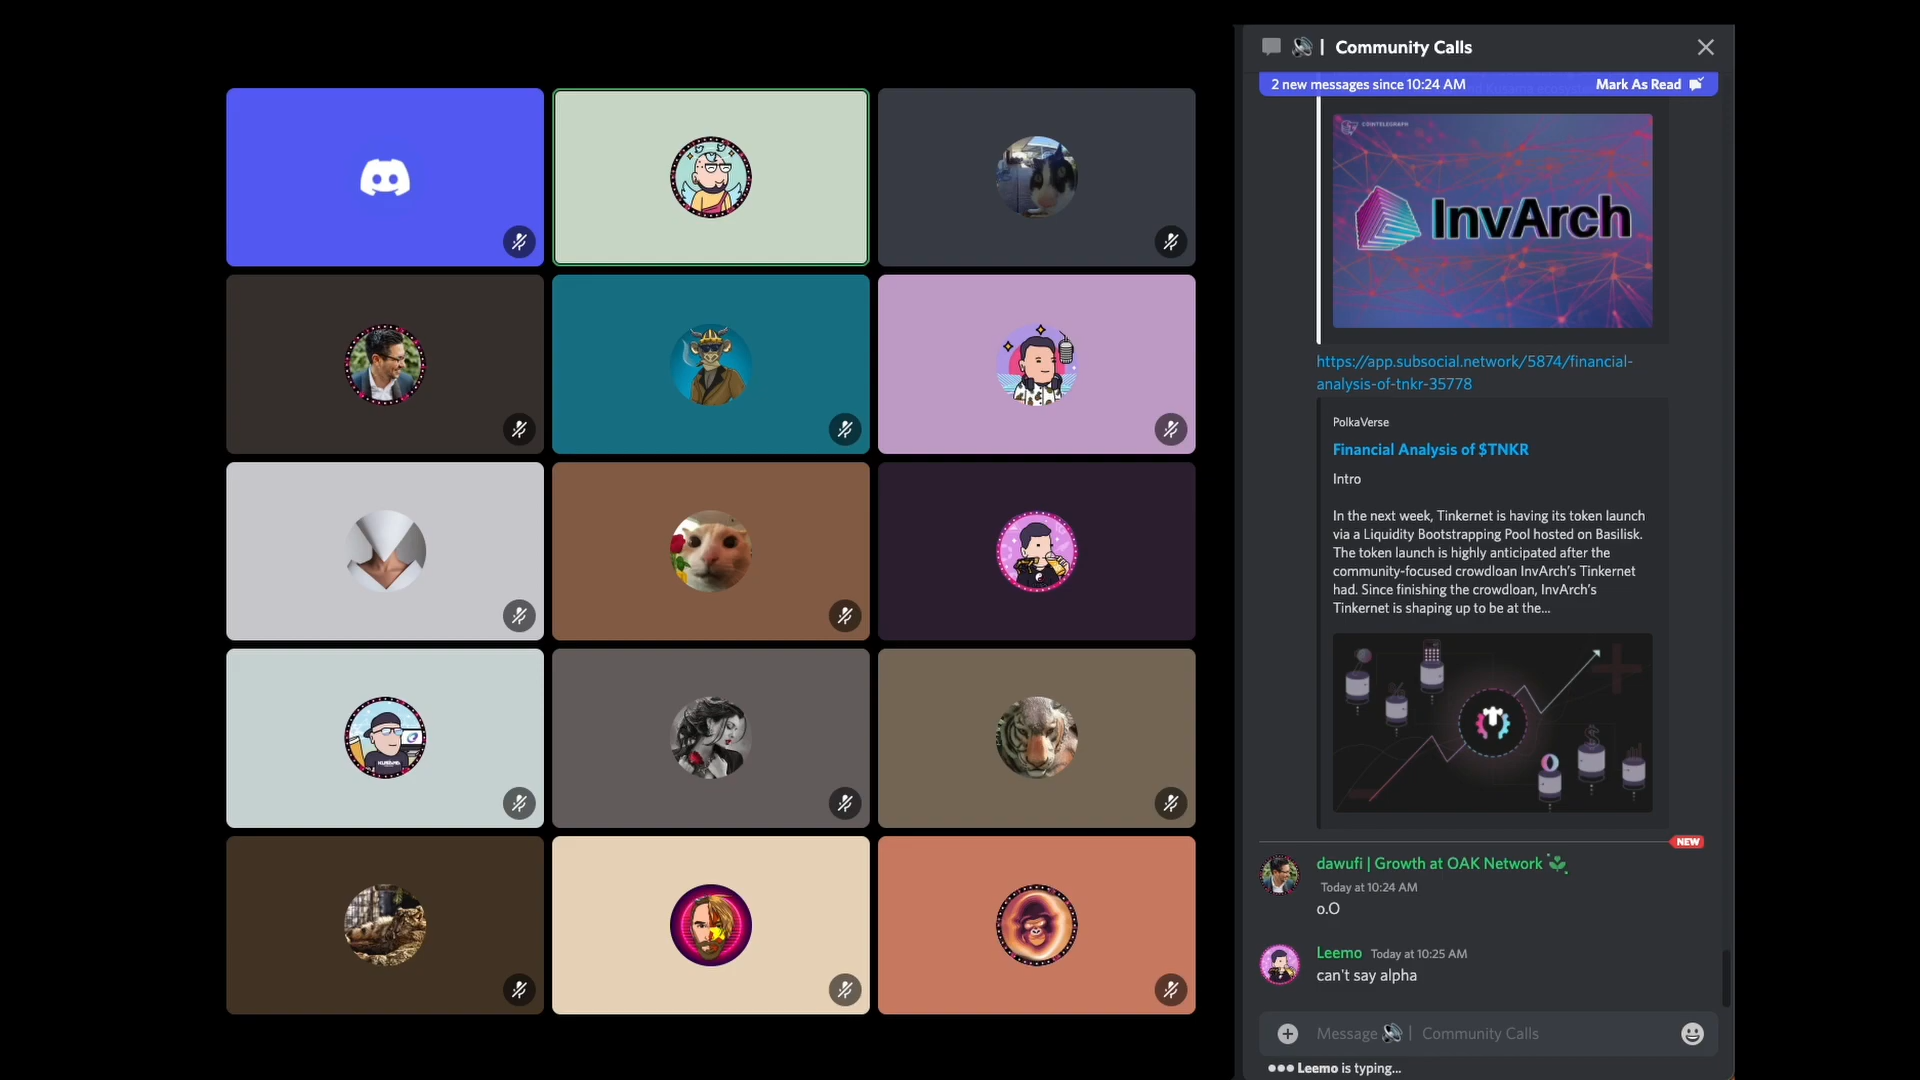 | Community Calls
2 new messages since 10:24 AM
Mark As Read
COINTELEGRAPH
InvArch
https://app.subsocial.network/5874/financial-
analysis-of-tnkr-35778
PolkaVerse
Financial Analysis of $TNKR
Intro
In the next week, Tinkernet is having its token launch
via a Liquidity Bootstrapping Pool hosted on Basilisk.
The token launch is highly anticipated after the
community-focused crowdloan InvArch's Tinkernet
had. Since finishing the crowdloan, InvArch's
Tinkernet is shaping up to be at the...
NEW
dawufi | Growth at OAK Network
Today at 10:24 AM
o.O
Leemo Today at 10:25 AM
can't say alpha
Message | Community Calls
Leemo is typing...